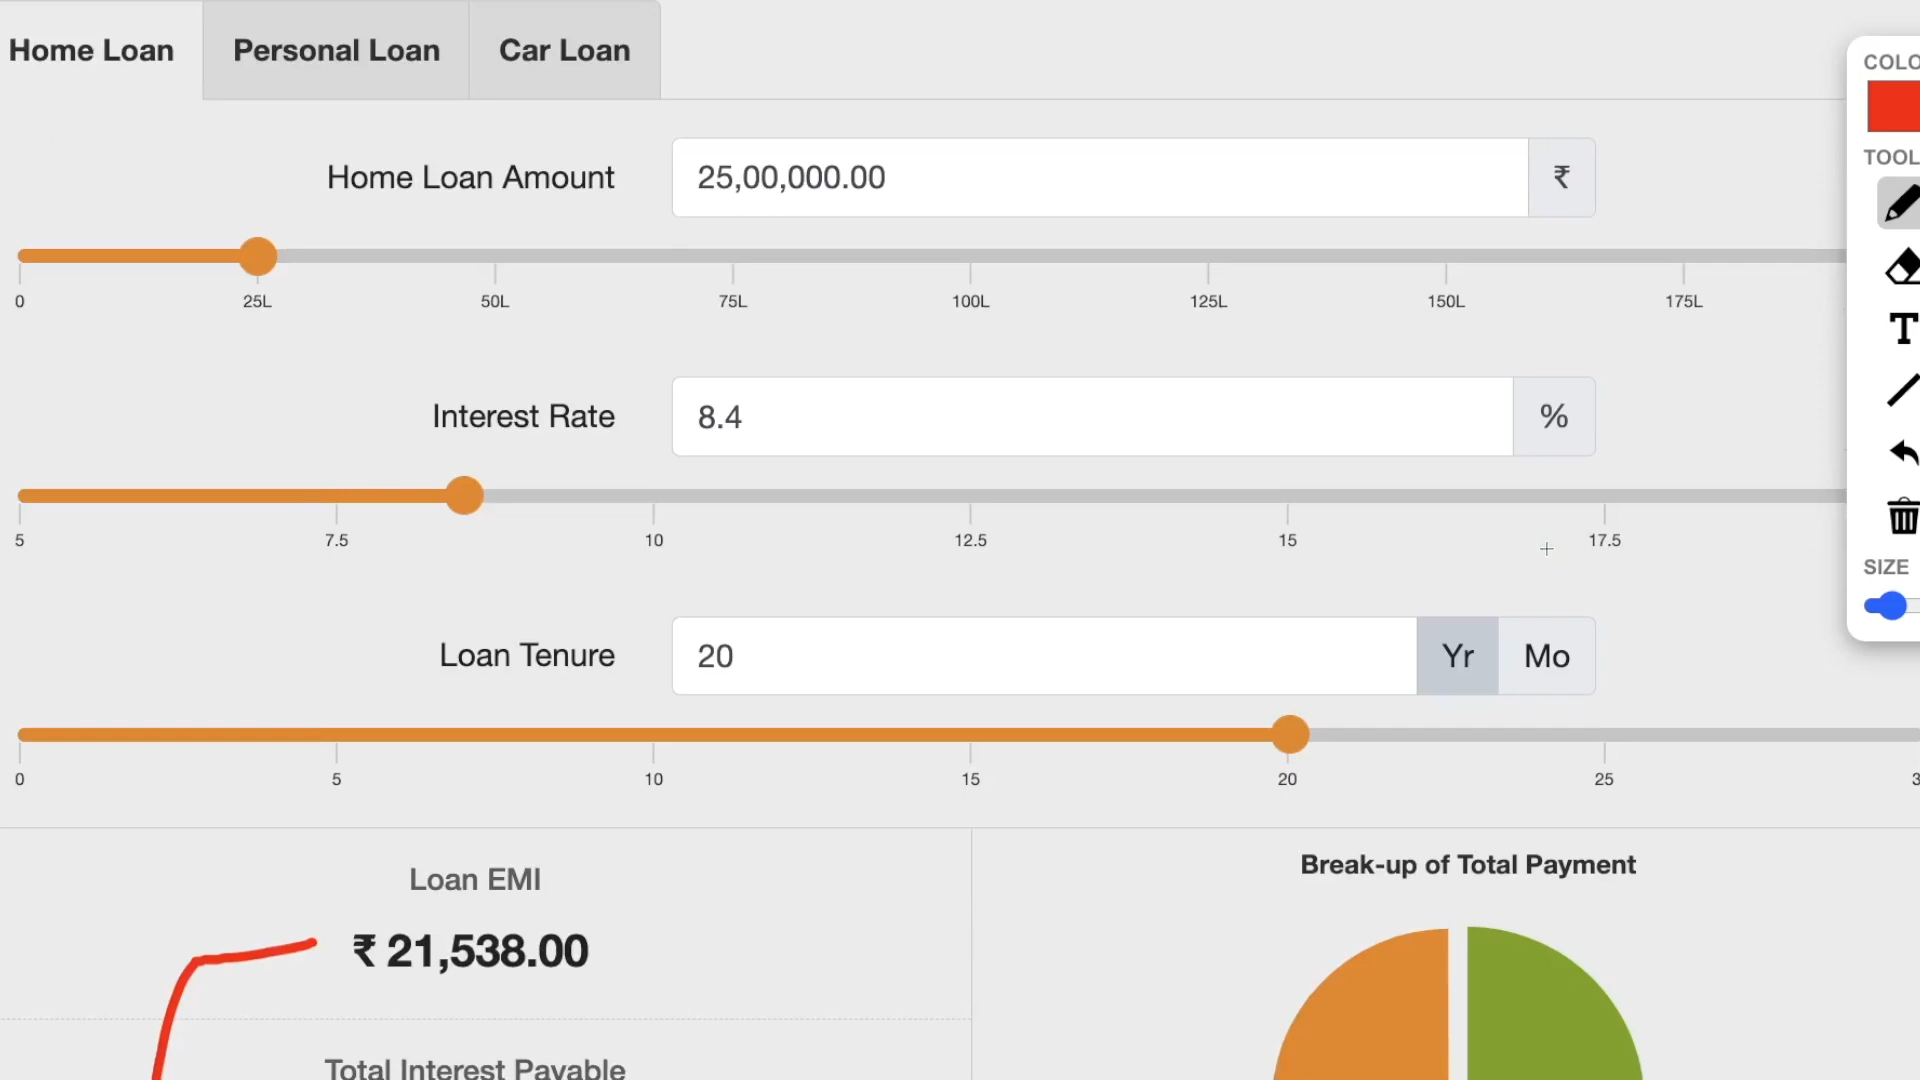 Home Loan Personal Loan Car Loan
COLO
TOOL
Home Loan Amount 25,00,000.00 ₹
0 25L 50L 75L 100L 125L 150L 175L
Interest Rate 8.4 %
5 7.5 10 12.5 15 17.5
SIZE
Loan Tenure 20 Yr Mo
0 5 10 15 20 25 3
Loan EMI
₹ 21,538.00
Total Interest Payable
Break-up of Total Payment